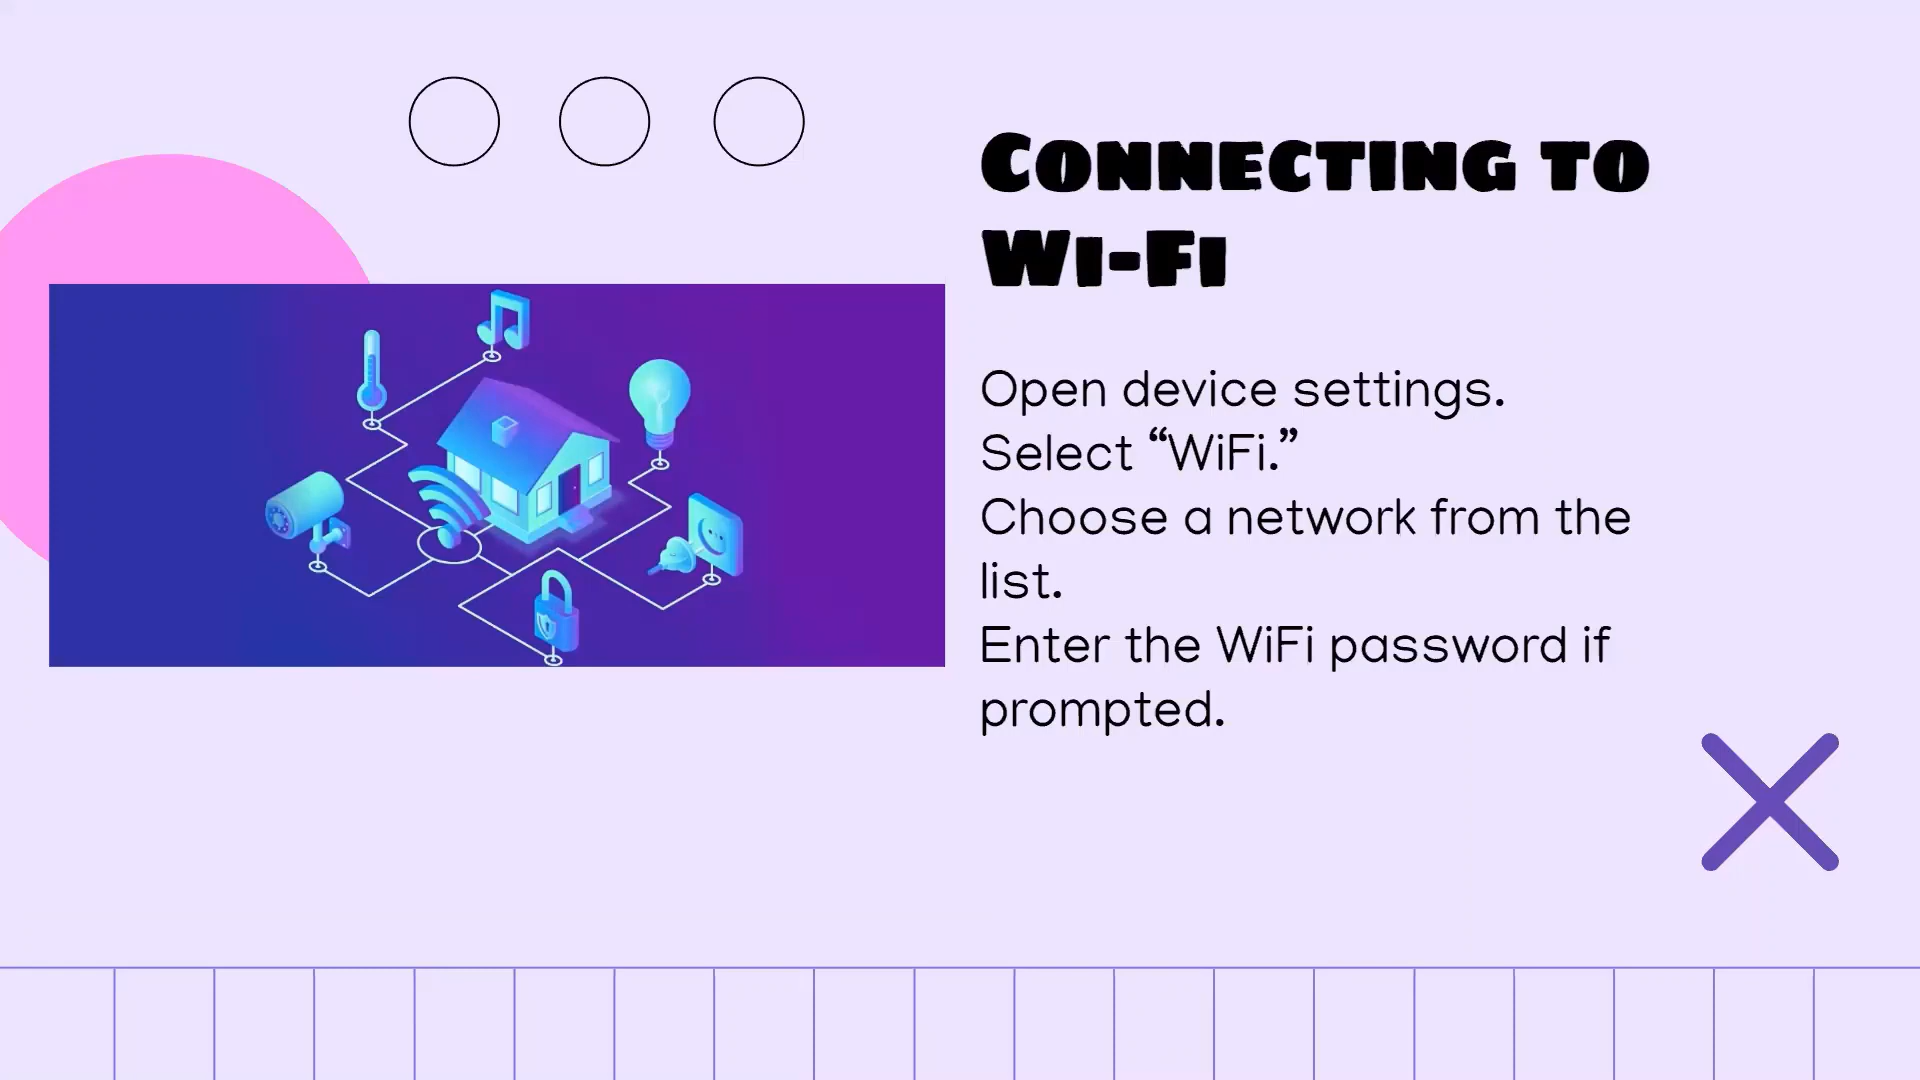 Connecting to
Wi-Fi
Open device settings.
Select “WiFi.”
Choose a network from the
list.
Enter the WiFi password if
prompted.